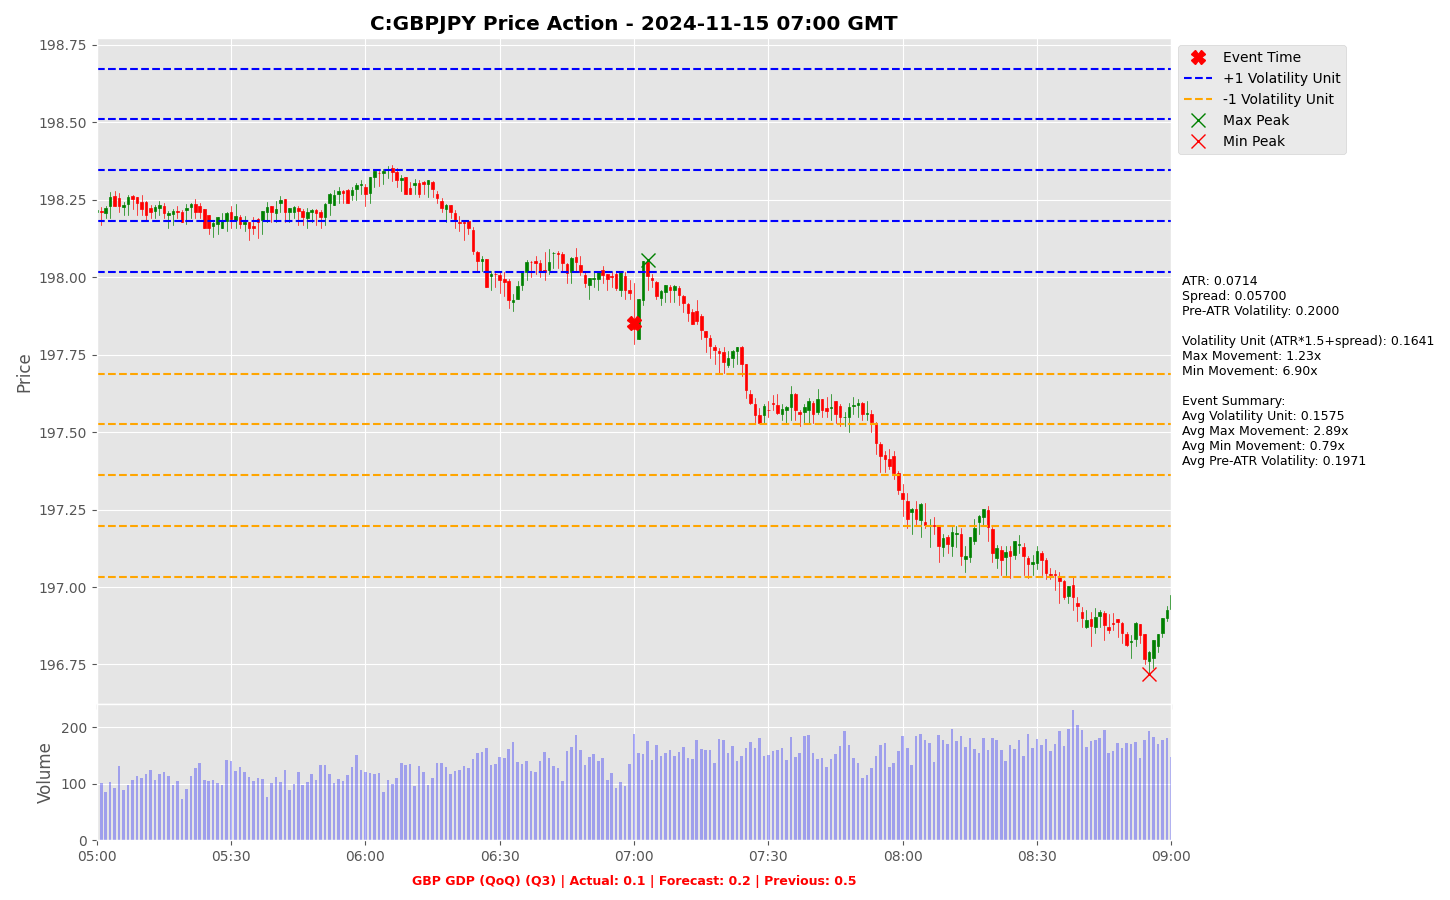 C:GBPJPY Price Action - 2024-11-15 07:00 GMT
198.75
198.50
198.25
198.00
197.75
197.50
197.25
197.00
196.75
Price
Event Time
+1 Volatility Unit
-1 Volatility Unit
Max Peak
Min Peak
ATR: 0.0714
Spread: 0.05700
Pre-ATR Volatility: 0.2000
Volatility Unit (ATR*1.5+spread): 0.1641
Max Movement: 1.23x
Min Movement: 6.90x
Event Summary:
Avg Volatility Unit: 0.1575
Avg Max Movement: 2.89x
Avg Min Movement: 0.79x
Avg Pre-ATR Volatility: 0.1971
200
100
0
Volume
05:00 05:30 06:00 06:30 07:00 07:30 08:00 08:30 09:00
GBP GDP (QoQ) (Q3) | Actual: 0.1 | Forecast: 0.2 | Previous: 0.5